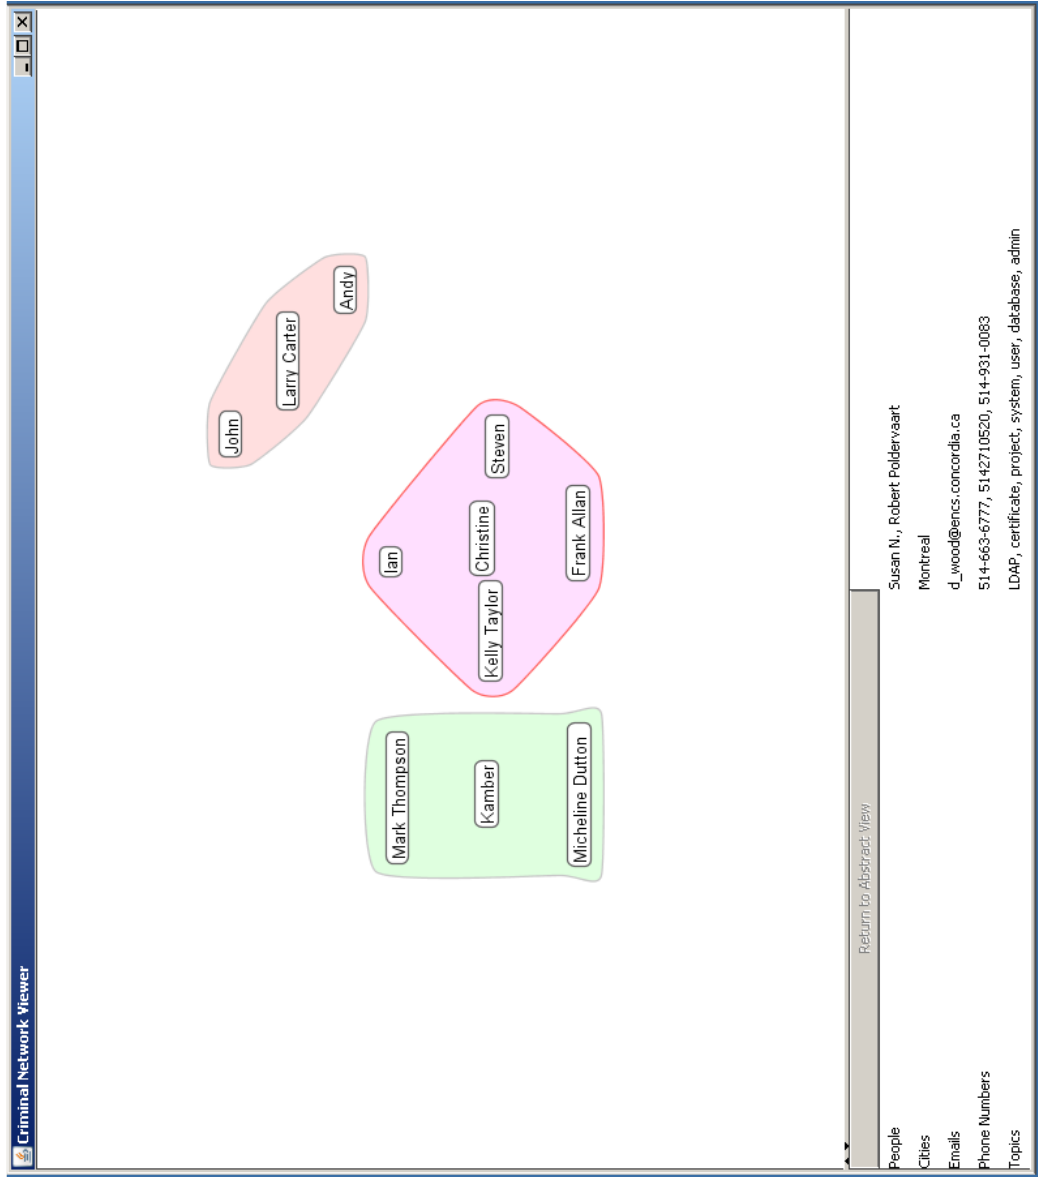 Criminal Network Viewer
Mark Thompson
Kamber
Micheline Dutton
Ian
Kelly Taylor
Christine
Steven
Frank Allan
John
Larry Carter
Andy
Return to Abstract View
People Susan N., Robert Poldervaart
Cities Montreal
Emails d_wood@encs.concordia.ca
Phone Numbers 514-663-6777, 5142710520, 514-931-0083
Topics LDAP, certificate, project, system, user, database, admin